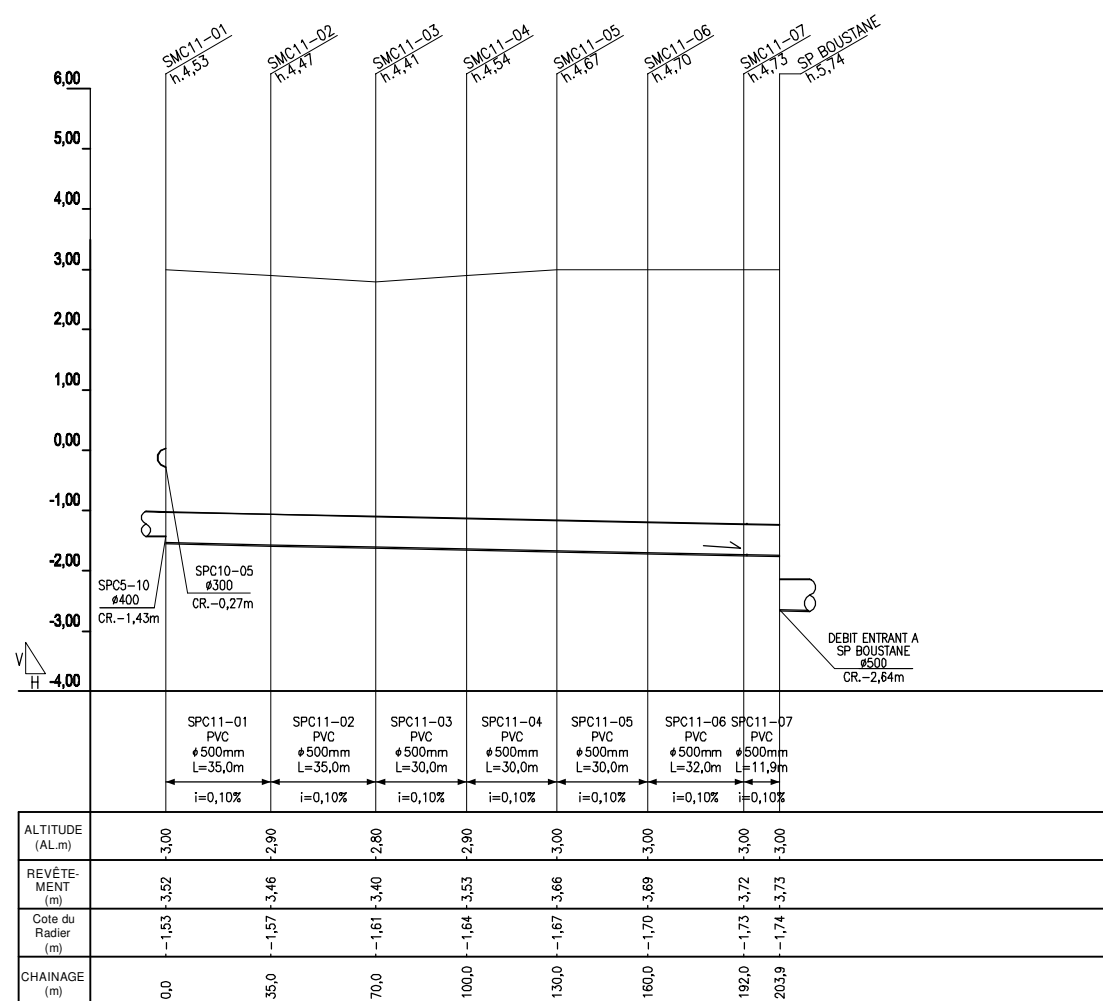 SMC11-01
h.4,53
SMC11-02
h.4,47
SMC11-03
h.4,41
SMC11-04
h.4,54
SMC11-05
h.4,67
SMC11-06
h.4,70
SMC11-07
h.4,73
SP BOUSTANE
h.5,74
6,00
5,00
4,00
3,00
2,00
1,00
0,00
-1,00
-2,00
-3,00
-4,00
SPC5-10
ø400
CR.-1,43m
SPC10-05
ø300
CR.-0,27m
DEBIT ENTRANT A
SP BOUSTANE
ø500
CR.-2,64m
V
H
SPC11-01
PVC
ø500mm
L=35,0m
i=0,10%
SPC11-02
PVC
ø500mm
L=35,0m
i=0,10%
SPC11-03
PVC
ø500mm
L=30,0m
i=0,10%
SPC11-04
PVC
ø500mm
L=30,0m
i=0,10%
SPC11-05
PVC
ø500mm
L=30,0m
i=0,10%
SPC11-06
PVC
ø500mm
L=32,0m
i=0,10%
SPC11-07
PVC
ø500mm
L=11,9m
i=0,10%
ALTITUDE
(AL.m)
3,00 2,90 2,80 2,90 3,00 3,00 3,00 3,00
REVÊTE-
MENT
(m)
3,52 3,46 3,40 3,53 3,66 3,69 3,72 3,73
Cote du
Radier
(m)
-1,53 -1,57 -1,61 -1,64 -1,67 -1,70 -1,73 -1,74
CHAINAGE
(m)
0,0 35,0 70,0 100,0 130,0 160,0 192,0 203,9